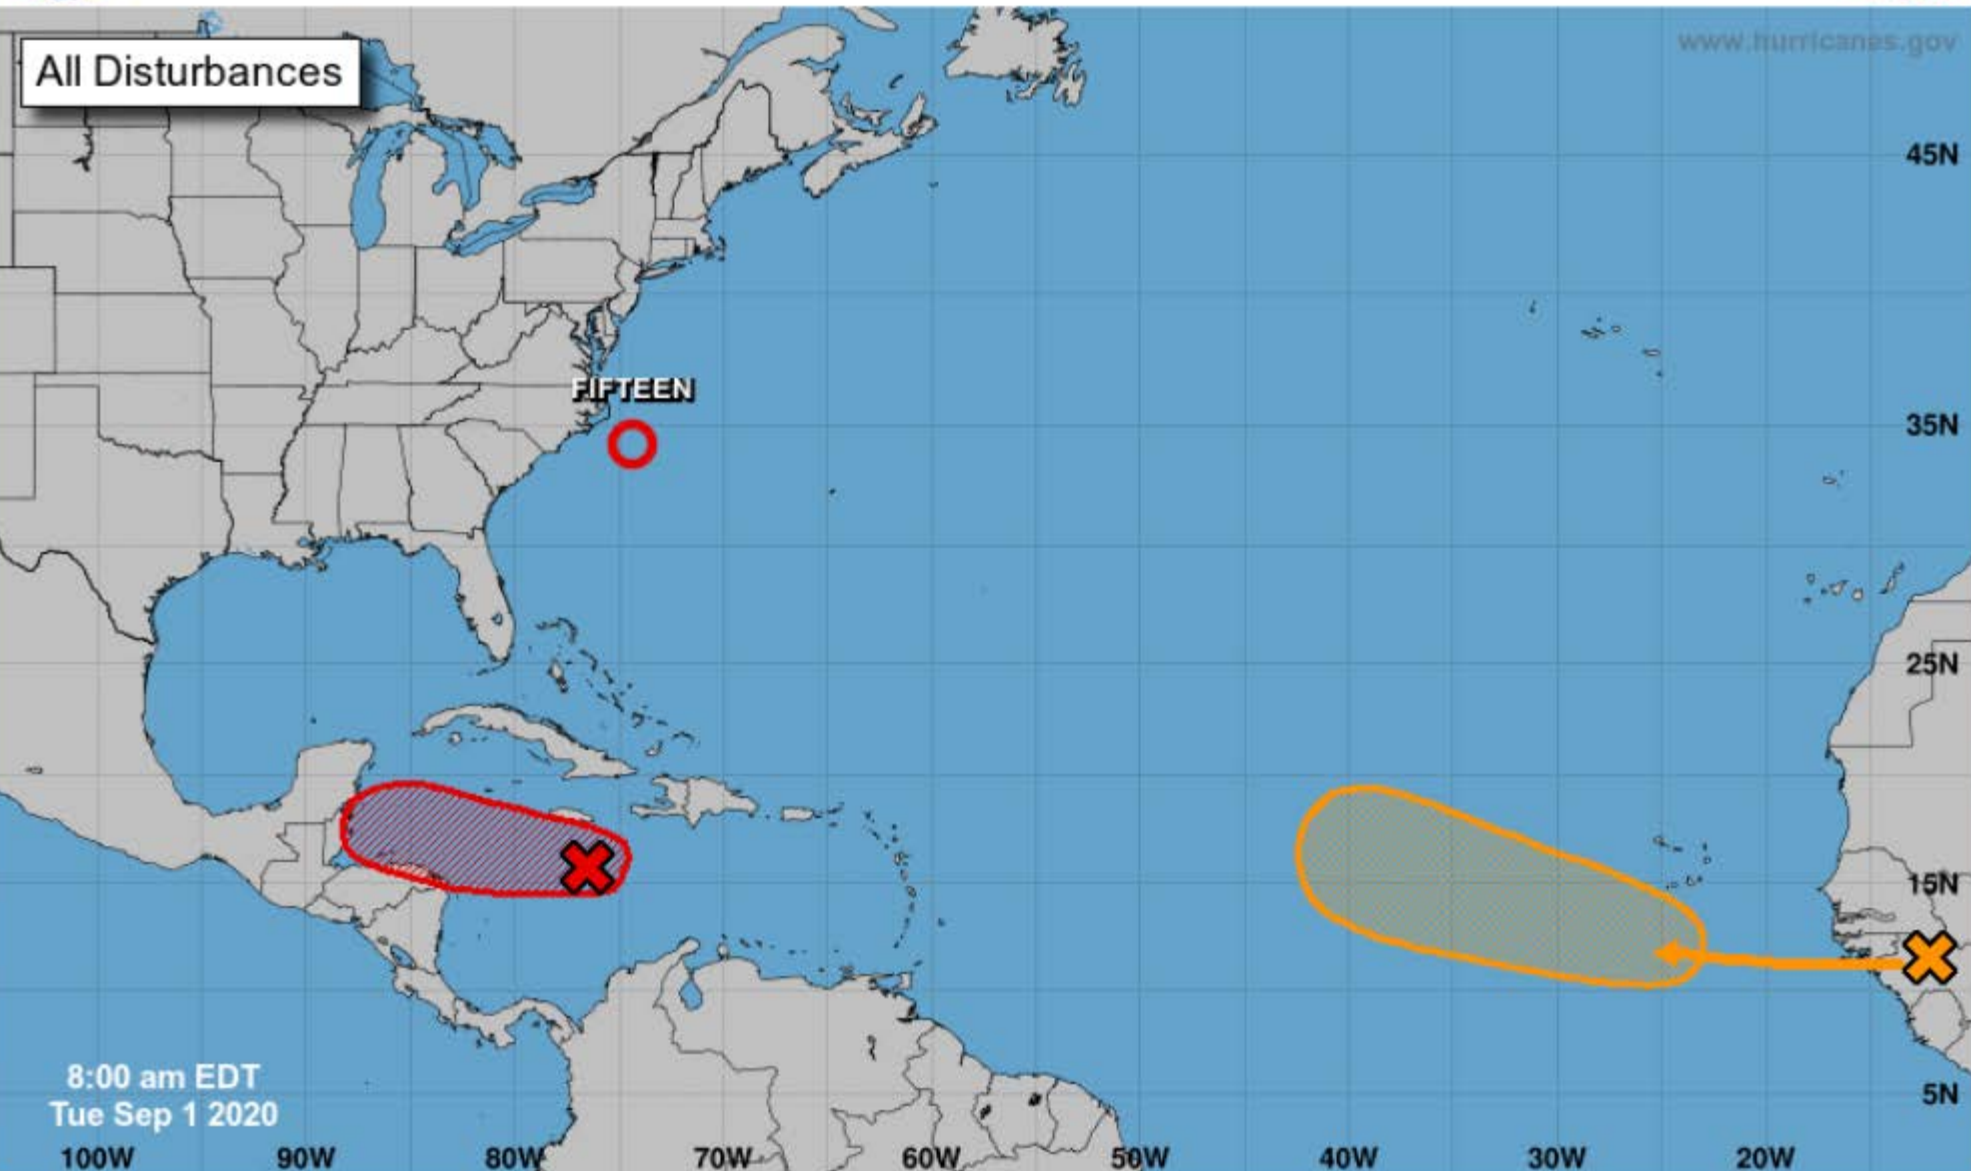 All Disturbances
www.hurricanes.gov
45N
FIFTEEN
35N
25N
15N
8:00 am EDT
Tue Sep 1 2020
5N
100W 90W 80W 70W 60W 50W 40W 30W 20W